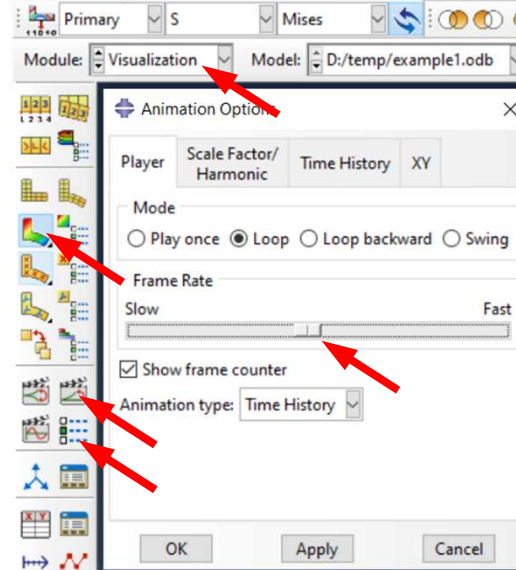 Primary S Mises
Module: Visualization Model: D:/temp/example1.odb
Animation Options
Player Scale Factor/ Harmonic Time History XY
Mode
Play once Loop Loop backward Swing
Frame Rate
Slow Fast
Show frame counter
Animation type: Time History
OK Apply Cancel